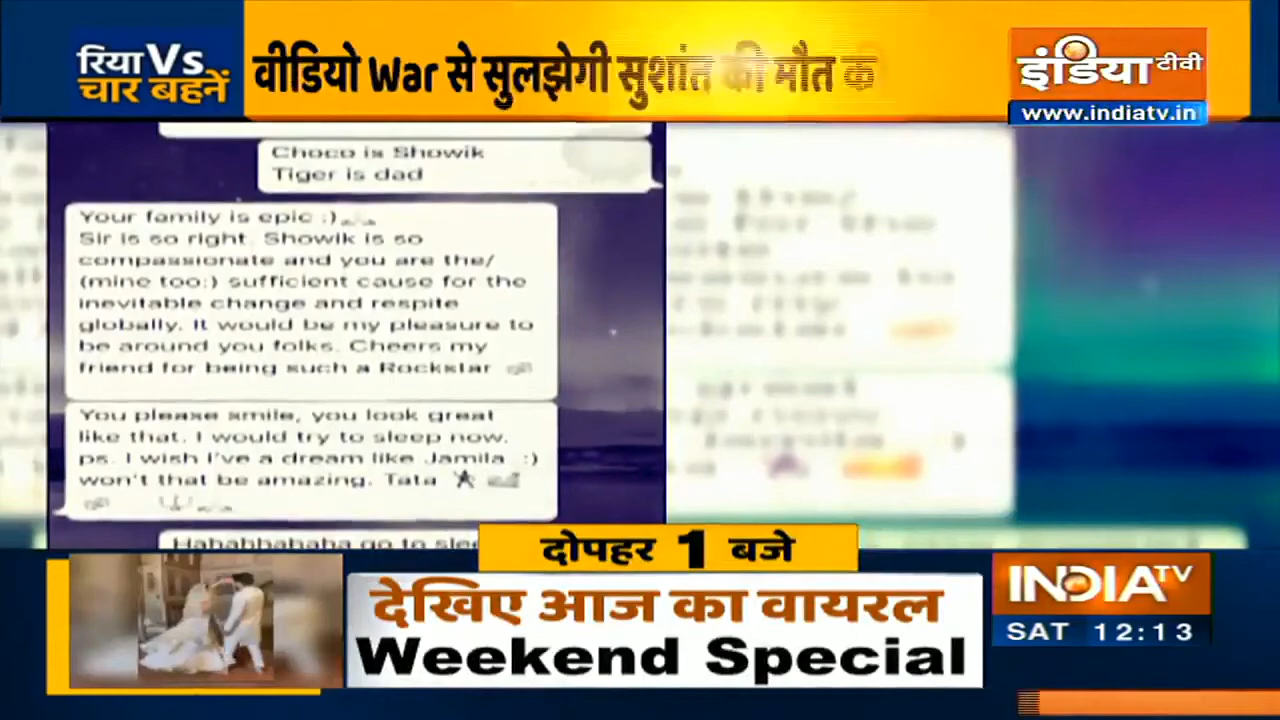 रिया Vs
चार बहनें
वीडियो War से सुलझेगी सुशांत की मौत की
इंडिया टीवी
www.indiatv.in
Choco is Showik
Tiger is dad
Your family is epic :)
Sir is so right. Showik is so
compassionate and you are the/
(mine too:) sufficient cause for the
inevitable change and respite
globally. It would be my pleasure to
be around you folks. Cheers my
friend for being such a Rockstar
You please smile, you look great
like that. I would try to sleep now.
ps. I wish I've a dream like Jamila :)
won't that be amazing. Tata
Hahahhahaha go to slee
दोपहर 1 बजे
देखिए आज का वायरल
Weekend Special
INDIA TV
SAT 12:13